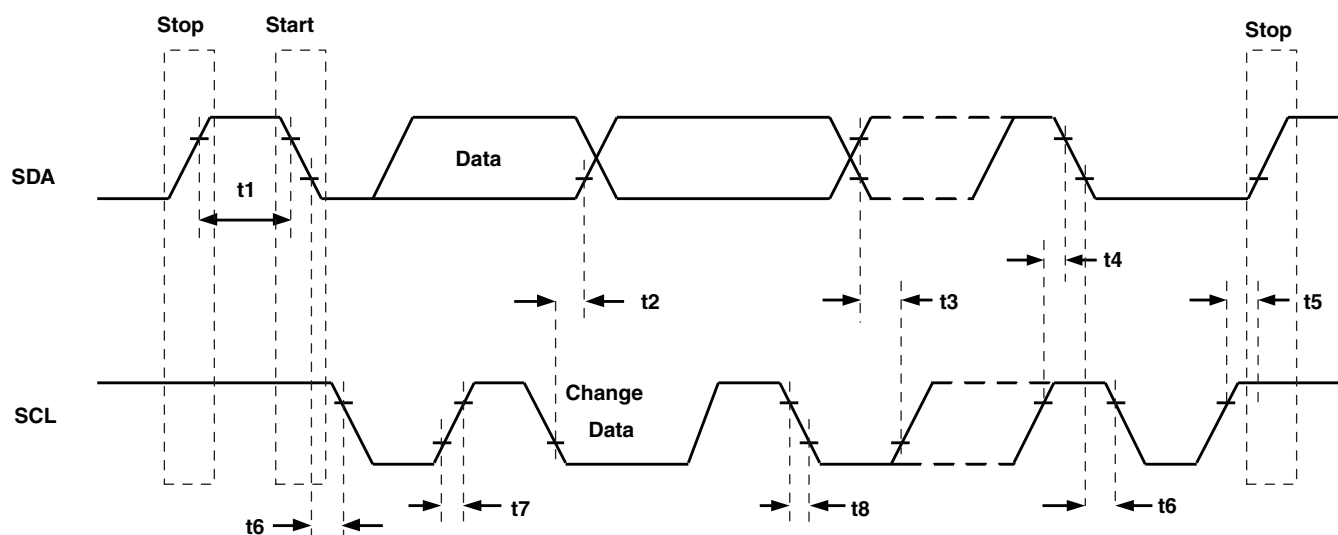 Stop Start Stop
SDA
t1
Data
t2
t3
t4
t5
SCL
Change
Data
t6
t7
t8
t6